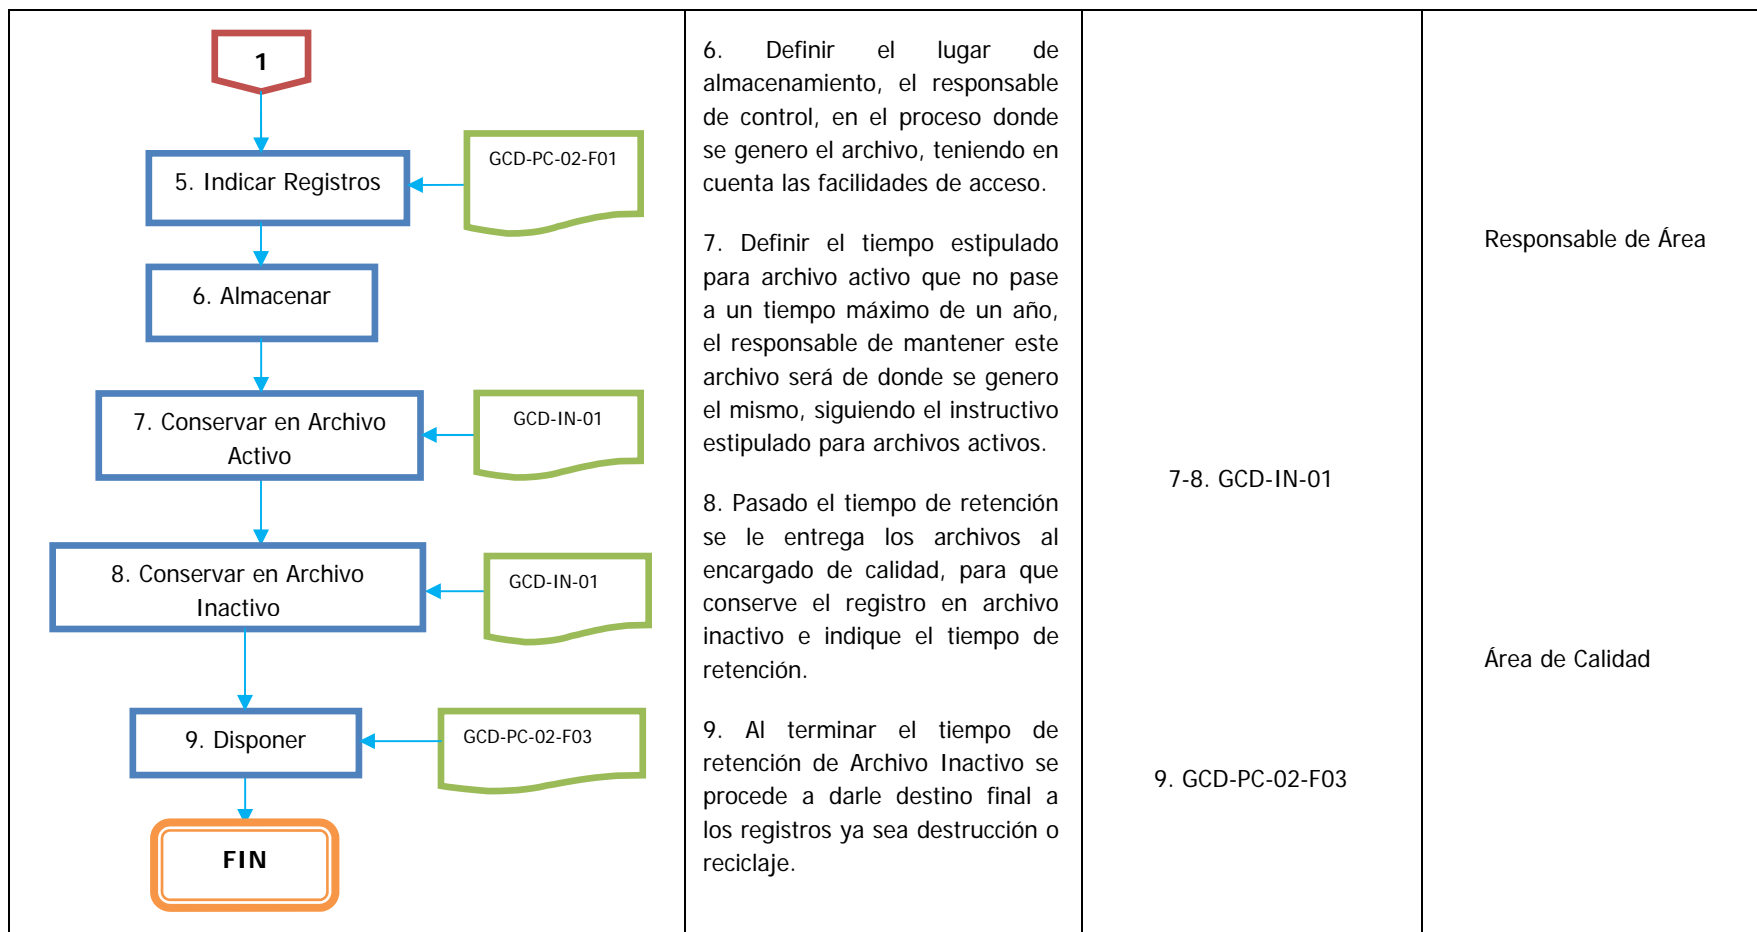 1
5. Indicar Registros
GCD-PC-02-F01
6. Almacenar
7. Conservar en Archivo
Activo
GCD-IN-01
8. Conservar en Archivo
Inactivo
GCD-IN-01
9. Disponer
GCD-PC-02-F03
FIN
6. Definir el lugar de
almacenamiento, el responsable
de control, en el proceso donde
se genero el archivo, teniendo en
cuenta las facilidades de acceso.
7. Definir el tiempo estipulado
para archivo activo que no pase
a un tiempo máximo de un año,
el responsable de mantener este
archivo será de donde se genero
el mismo, siguiendo el instructivo
estipulado para archivos activos.
8. Pasado el tiempo de retención
se le entrega los archivos al
encargado de calidad, para que
conserve el registro en archivo
inactivo e indique el tiempo de
retención.
9. Al terminar el tiempo de
retención de Archivo Inactivo se
procede a darle destino final a
los registros ya sea destrucción o
reciclaje.
7-8. GCD-IN-01
9. GCD-PC-02-F03
Responsable de Área
Área de Calidad